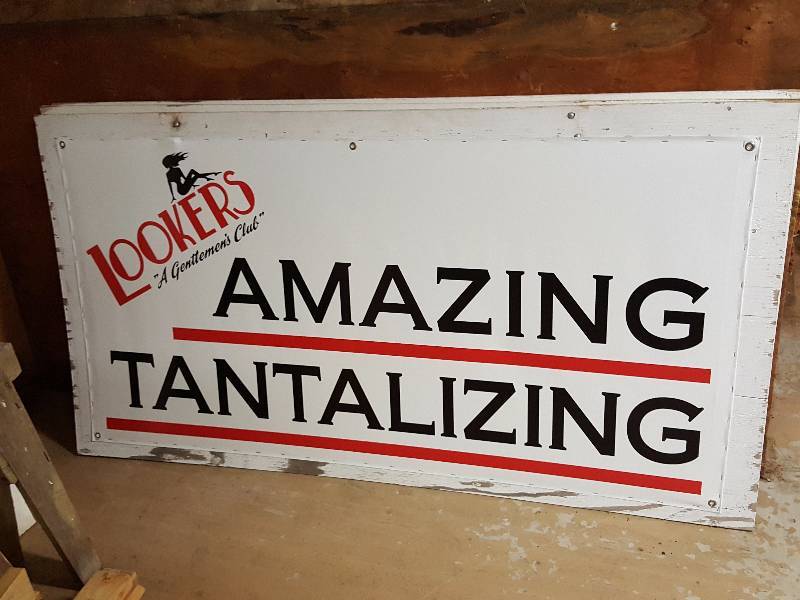 LOOKERS
"A Gentlemen's Club"
AMAZING
TANTALIZING